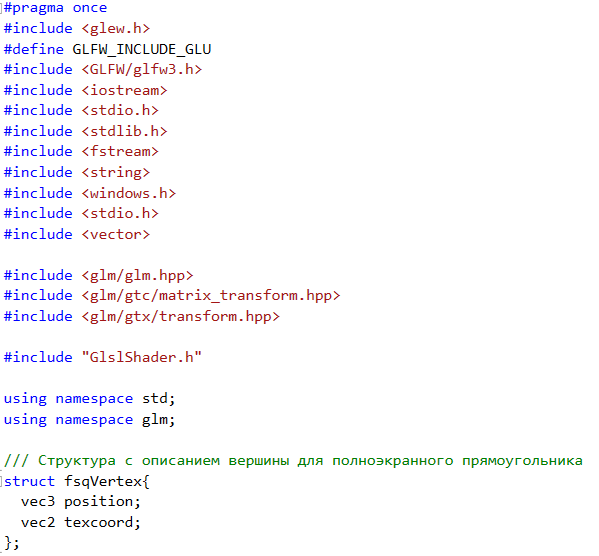 #pragma once
#include <glew.h>
#define GLFW_INCLUDE_GLU
#include <GLFW/glfw3.h>
#include <iostream>
#include <stdio.h>
#include <stdlib.h>
#include <fstream>
#include <string>
#include <windows.h>
#include <stdio.h>
#include <vector>

#include <glm/glm.hpp>
#include <glm/gtc/matrix_transform.hpp>
#include <glm/gtx/transform.hpp>

#include "GlslShader.h"

using namespace std;
using namespace glm;

/// Структура с описанием вершины для полноэкранного прямоугольника
struct fsqVertex{
  vec3 position;
  vec2 texcoord;
};